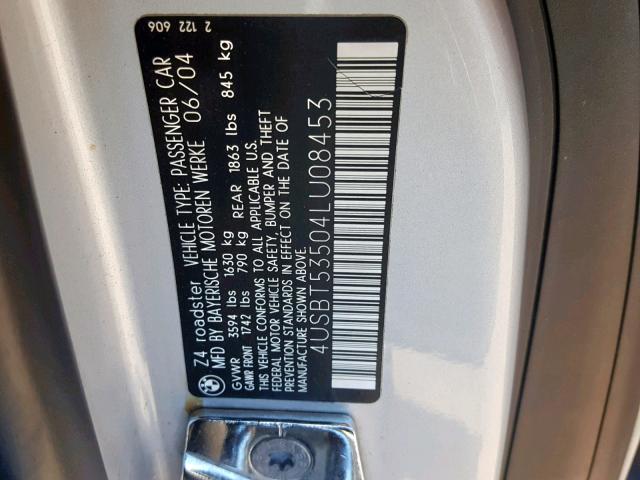 2 122 606
Z4 roadster VEHICLE TYPE: PASSENGER CAR
MFD BY BAYERISCHE MOTOREN WERKE 06/04
GVWR 3594 lbs 1630 kg
GAWR FRONT 1742 lbs 790 kg REAR 1863 lbs 845 kg
THIS VEHICLE CONFORMS TO ALL APPLICABLE U.S.
FEDERAL MOTOR VEHICLE SAFETY, BUMPER AND THEFT
PREVENTION STANDARDS IN EFFECT ON THE DATE OF
MANUFACTURE SHOWN ABOVE.
4USBT53504LU08453